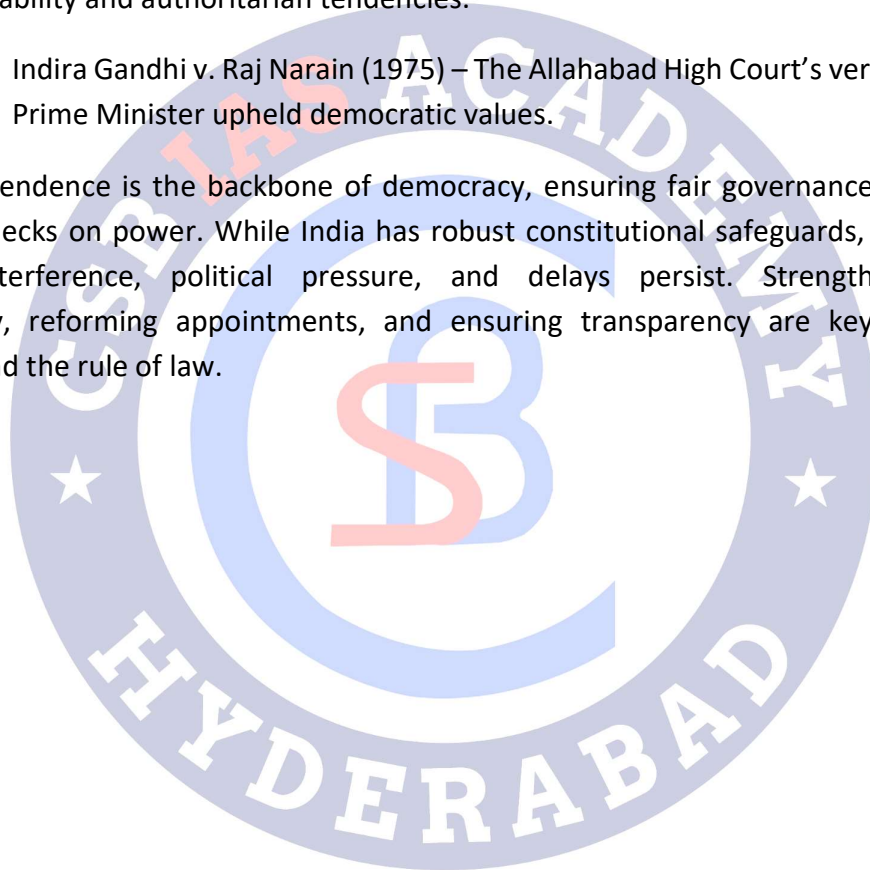 ability and authoritarian tendencies.
Indira Gandhi v. Raj Narain (1975) – The Allahabad High Court’s ver
Prime Minister upheld democratic values.
endence is the backbone of democracy, ensuring fair governance
ecks on power. While India has robust constitutional safeguards,
terference, political pressure, and delays persist. Strength
y, reforming appointments, and ensuring transparency are key
nd the rule of law.
CSB IAS ACADEMY
CSB
HYDERABAD